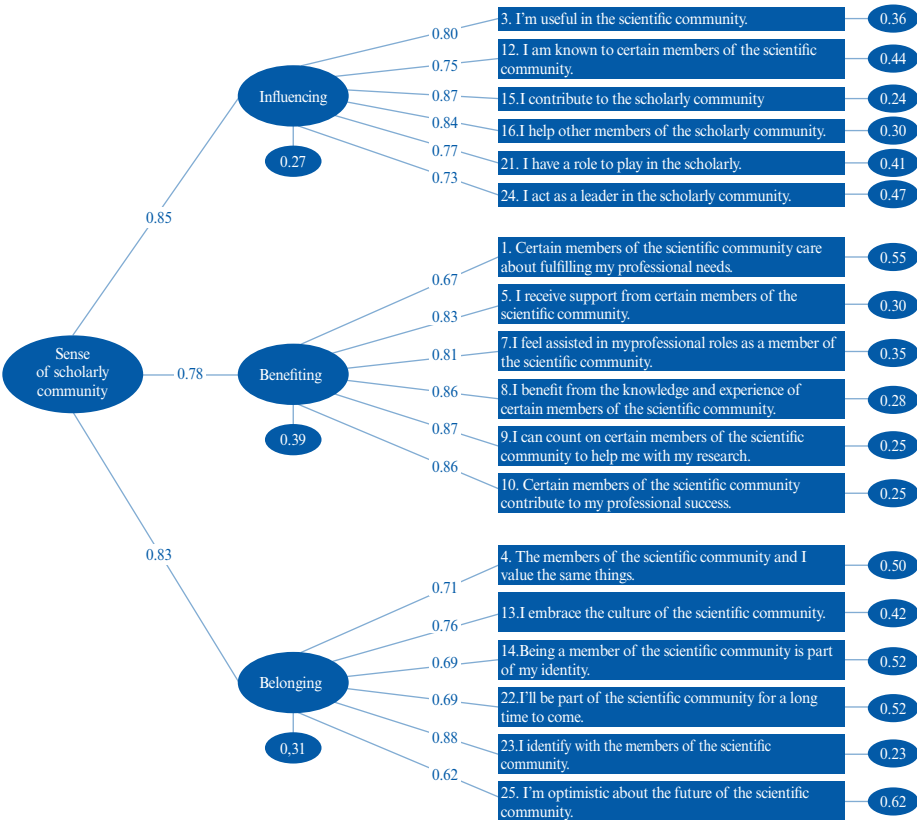 Sense
of scholarly
community
0.85
0.78
0.83
Influencing
0.27
0.80
0.75
0.87
0.84
0.77
0.73
3. I’m useful in the scientific community.
0.36
12. I am known to certain members of the scientific
community.
0.44
15.I contribute to the scholarly community
0.24
16.I help other members of the scholarly community.
0.30
21. I have a role to play in the scholarly.
0.41
24. I act as a leader in the scholarly community.
0.47
Benefiting
0.39
0.67
0.83
0.81
0.86
0.87
0.86
1. Certain members of the scientific community care
about fulfilling my professional needs.
0.55
5. I receive support from certain members of the
scientific community.
0.30
7.I feel assisted in myprofessional roles as a member of
the scientific community.
0.35
8.I benefit from the knowledge and experience of
certain members of the scientific community.
0.28
9.I can count on certain members of the scientific
community to help me with my research.
0.25
10. Certain members of the scientific community
contribute to my professional success.
0.25
Belonging
0,31
0.71
0.76
0.69
0.69
0.88
0.62
4. The members of the scientific community and I
value the same things.
0.50
13.I embrace the culture of the scientific community.
0.42
14.Being a member of the scientific community is part
of my identity.
0.52
22.I’ll be part of the scientific community for a long
time to come.
0.52
23.I identify with the members of the scientific
community.
0.23
25. I’m optimistic about the future of the scientific
community.
0.62